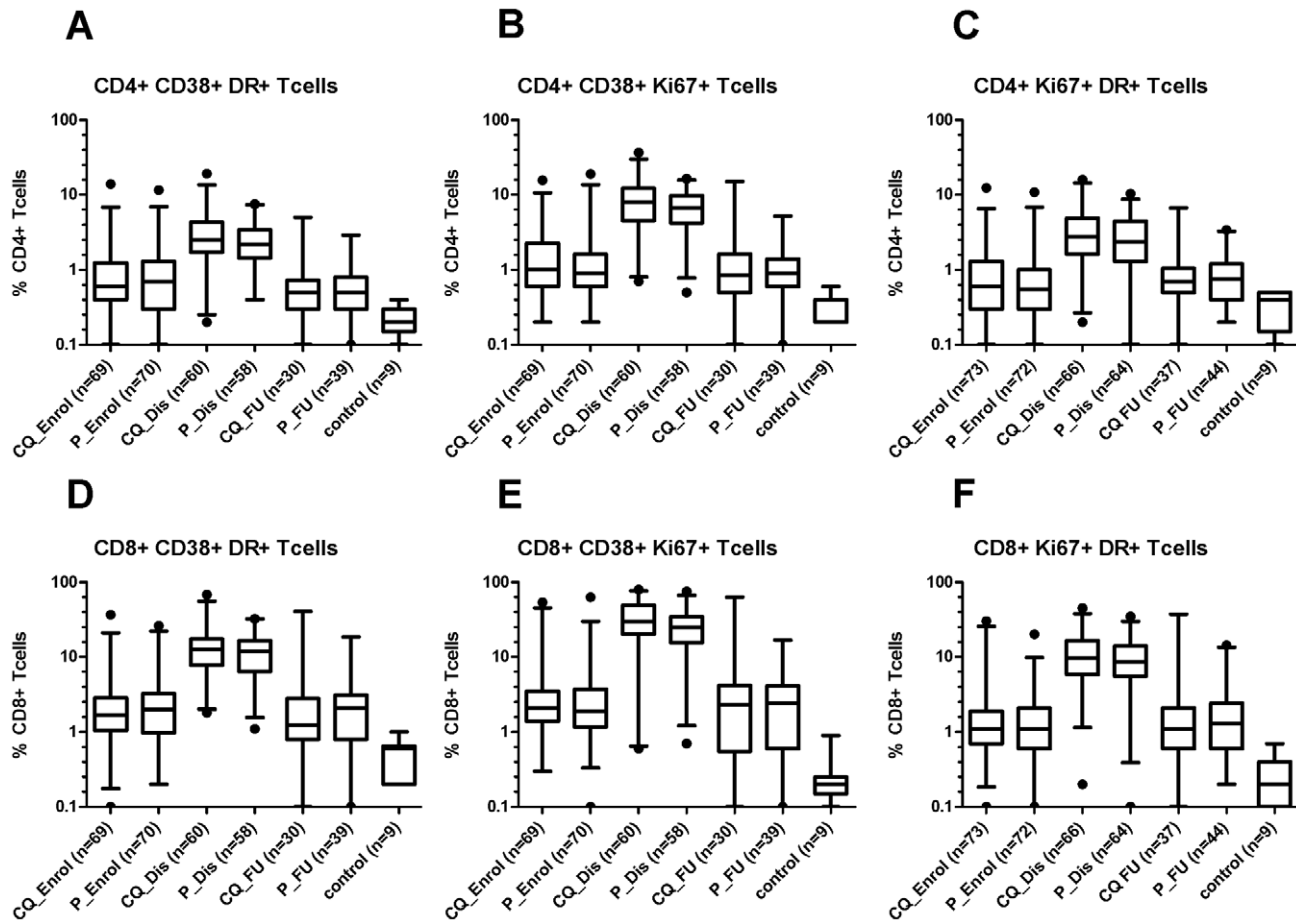 A
B
C
CD4+ CD38+ DR+ Tcells
CD4+ CD38+ Ki67+ Tcells
CD4+ Ki67+ DR+ Tcells
% CD4+ Tcells
100
10
1
0.1
CQ_Enrol (n=69)
P_Enrol (n=70)
CQ_Dis (n=60)
P_Dis (n=58)
CQ_FU (n=30)
P_FU (n=39)
control (n=9)
% CD4+ Tcells
100
10
1
0.1
CQ_Enrol (n=69)
P_Enrol (n=70)
CQ_Dis (n=60)
P_Dis (n=58)
CQ_FU (n=30)
P_FU (n=39)
control (n=9)
% CD4+ Tcells
100
10
1
0.1
CQ_Enrol (n=73)
P_Enrol (n=72)
CQ_Dis (n=66)
P_Dis (n=64)
CQ FU (n=37)
P_FU (n=44)
control (n=9)
D
E
F
CD8+ CD38+ DR+ Tcells
CD8+ CD38+ Ki67+ Tcells
CD8+ Ki67+ DR+ Tcells
% CD8+ Tcells
100
10
1
0.1
CQ_Enrol (n=69)
P_Enrol (n=70)
CQ_Dis (n=60)
P_Dis (n=58)
CQ_FU (n=30)
P_FU (n=39)
control (n=9)
% CD8+ Tcells
100
10
1
0.1
CQ_Enrol (n=69)
P_Enrol (n=70)
CQ_Dis (n=60)
P_Dis (n=58)
CQ_FU (n=30)
P_FU (n=39)
control (n=9)
% CD8+ Tcells
100
10
1
0.1
CQ_Enrol (n=73)
P_Enrol (n=72)
CQ_Dis (n=66)
P_Dis (n=64)
CQ FU (n=37)
P_FU (n=44)
control (n=9)